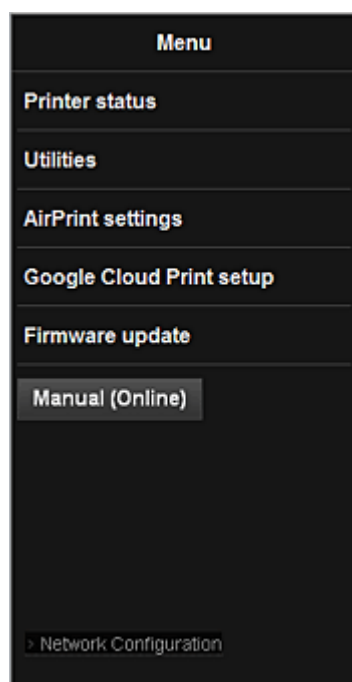 Menu
Printer status
Utilities
AirPrint settings
Google Cloud Print setup
Firmware update
Manual (Online)
› Network Configuration